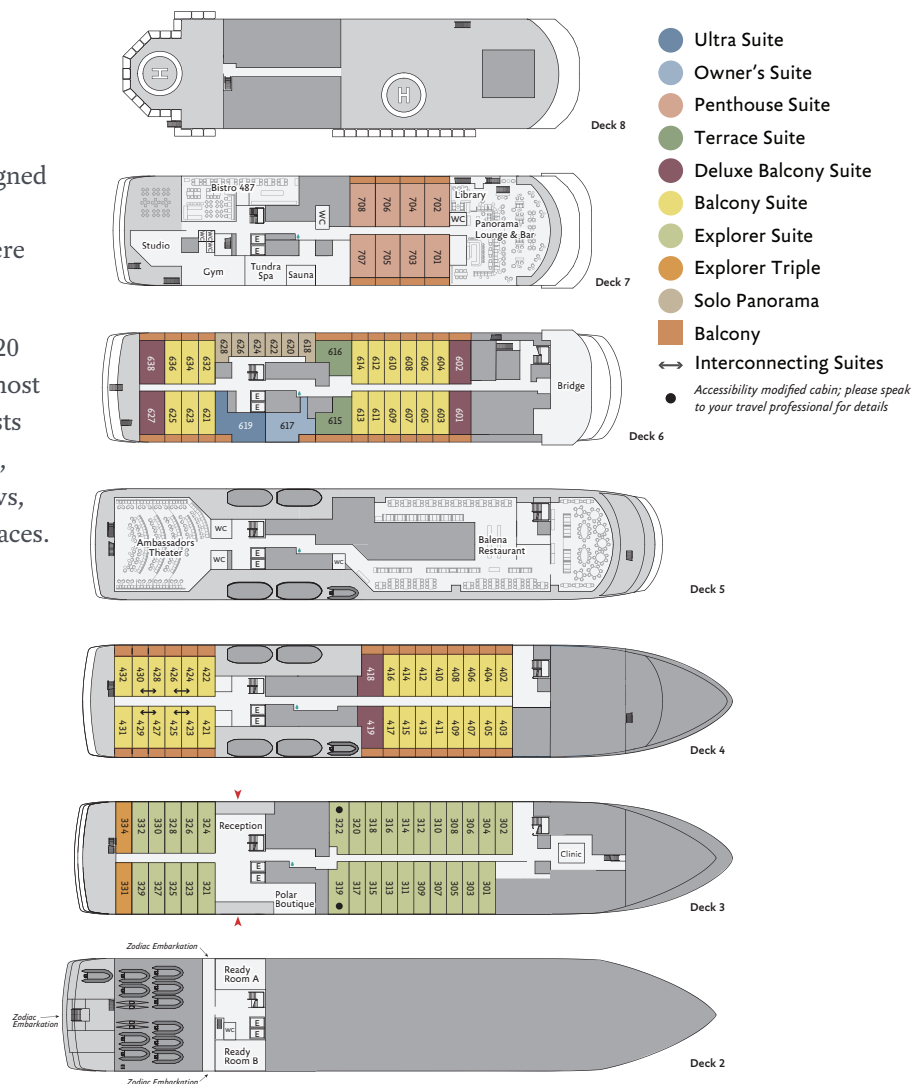 gned
ere
20
nost
sts
,
vs,
aces.
Ultra Suite
Owner's Suite
Penthouse Suite
Terrace Suite
Deluxe Balcony Suite
Balcony Suite
Explorer Suite
Explorer Triple
Solo Panorama
Balcony
Interconnecting Suites
Accessibility modified cabin; please speak
to your travel professional for details
H
H
Deck 8
Bistro 487
WC
708 706 704 702
Library
WC
Panorama
Lounge & Bar
Studio
WC WC WC
Gym
Tundra
Spa
Sauna
E
E
707 705 703 701
Deck 7
638 636 634 632 628 626 624 622 620 618 616 614 612 610 608 606 604 602
Bridge
E
E
627 625 623 621 619 617 615 613 611 609 607 605 603 601
Deck 6
Ambassadors
Theater
WC
WC
E
E
WC
Balena
Restaurant
Deck 5
432 430 428 426 424 422 418 416 414 412 410 408 406 404 402
E
E
431 429 427 425 423 421 419 417 415 413 411 409 407 405 403
Deck 4
334 332 330 328 326 324
Reception
322 320 318 316 314 312 310 308 306 304 302
Clinic
E
E
331 329 327 325 323 321
Polar
Boutique
319 317 315 313 311 309 307 305 303 301
Deck 3
Zodiac Embarkation
Ready
Room A
Zodiac
Embarkation
WC
E
E
Ready
Room B
Deck 2
Zodiac Embarkation